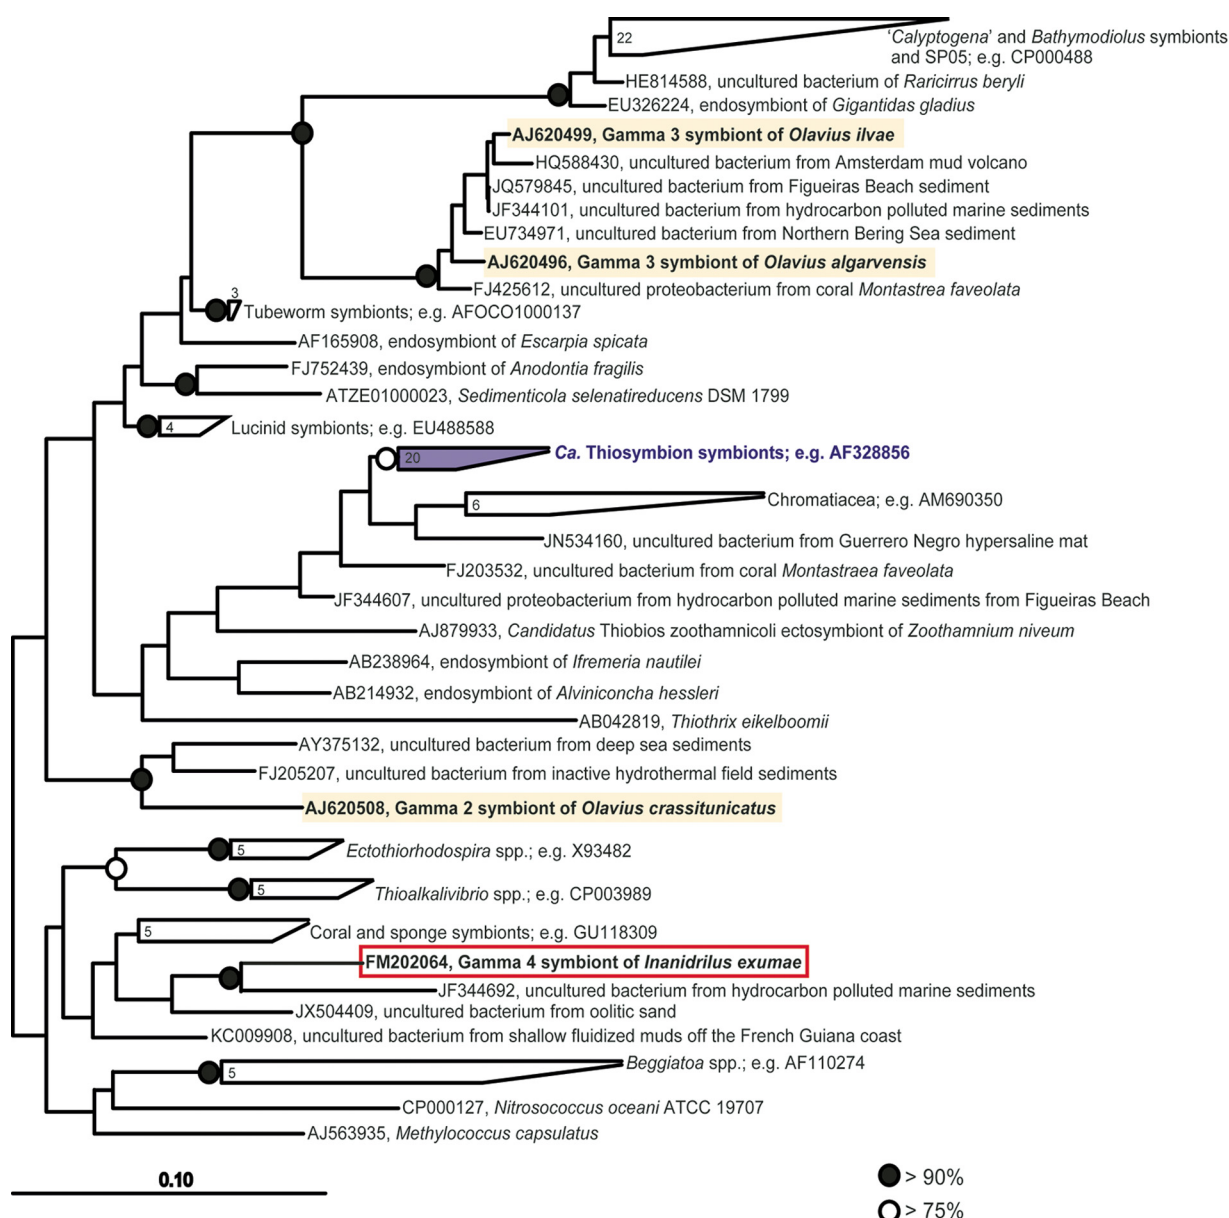 22
'Calyptogena' and Bathymodiolus symbionts
and SP05; e.g. CP000488
HE814588, uncultured bacterium of Raricirrus beryli
EU326224, endosymbiont of Gigantidas gladius
AJ620499, Gamma 3 symbiont of Olavius ilvae
HQ588430, uncultured bacterium from Amsterdam mud volcano
JQ579845, uncultured bacterium from Figueiras Beach sediment
JF344101, uncultured bacterium from hydrocarbon polluted marine sediments
EU734971, uncultured bacterium from Northern Bering Sea sediment
AJ620496, Gamma 3 symbiont of Olavius algarvensis
FJ425612, uncultured proteobacterium from coral Montastrea faveolata
3
Tubeworm symbionts; e.g. AFOCO1000137
AF165908, endosymbiont of Escarpia spicata
FJ752439, endosymbiont of Anodontia fragilis
ATZE01000023, Sedimenticola selenatireducens DSM 1799
4
Lucinid symbionts; e.g. EU488588
20
Ca. Thiosymbion symbionts; e.g. AF328856
6
Chromatiacea; e.g. AM690350
JN534160, uncultured bacterium from Guerrero Negro hypersaline mat
FJ203532, uncultured bacterium from coral Montastraea faveolata
JF344607, uncultured proteobacterium from hydrocarbon polluted marine sediments from Figueiras Beach
AJ879933, Candidatus Thiobios zoothamnicoli ectosymbiont of Zoothamnium niveum
AB238964, endosymbiont of Ifremeria nautilei
AB214932, endosymbiont of Alviniconcha hessleri
AB042819, Thiothrix eikelboomii
AY375132, uncultured bacterium from deep sea sediments
FJ205207, uncultured bacterium from inactive hydrothermal field sediments
AJ620508, Gamma 2 symbiont of Olavius crassitunicatus
5
Ectothiorhodospira spp.; e.g. X93482
5
Thioalkalivibrio spp.; e.g. CP003989
5
Coral and sponge symbionts; e.g. GU118309
FM202064, Gamma 4 symbiont of Inanidrilus exumae
JF344692, uncultured bacterium from hydrocarbon polluted marine sediments
JX504409, uncultured bacterium from oolitic sand
KC009908, uncultured bacterium from shallow fluidized muds off the French Guiana coast
5
Beggiatoa spp.; e.g. AF110274
CP000127, Nitrosococcus oceani ATCC 19707
AJ563935, Methylococcus capsulatus
0.10
> 90%
> 75%